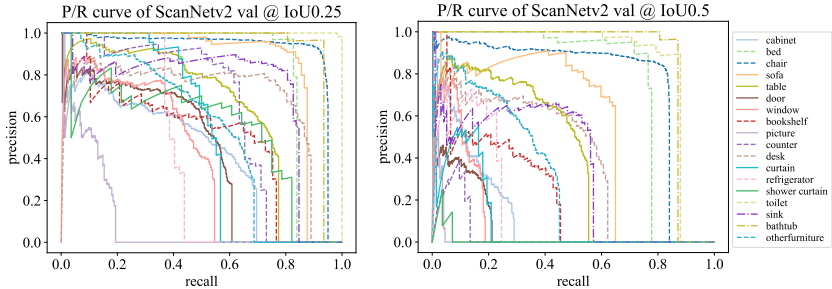 P/R curve of ScanNetv2 val @ IoU0.25
1.0
0.8
0.6
0.4
0.2
0.0
precision
0.0 0.2 0.4 0.6 0.8 1.0
recall
P/R curve of ScanNetv2 val @ IoU0.5
1.0
0.8
0.6
0.4
0.2
0.0
precision
0.0 0.2 0.4 0.6 0.8 1.0
recall
cabinet
bed
chair
sofa
table
door
window
bookshelf
picture
counter
desk
curtain
refrigerator
shower curtain
toilet
sink
bathtub
otherfurniture